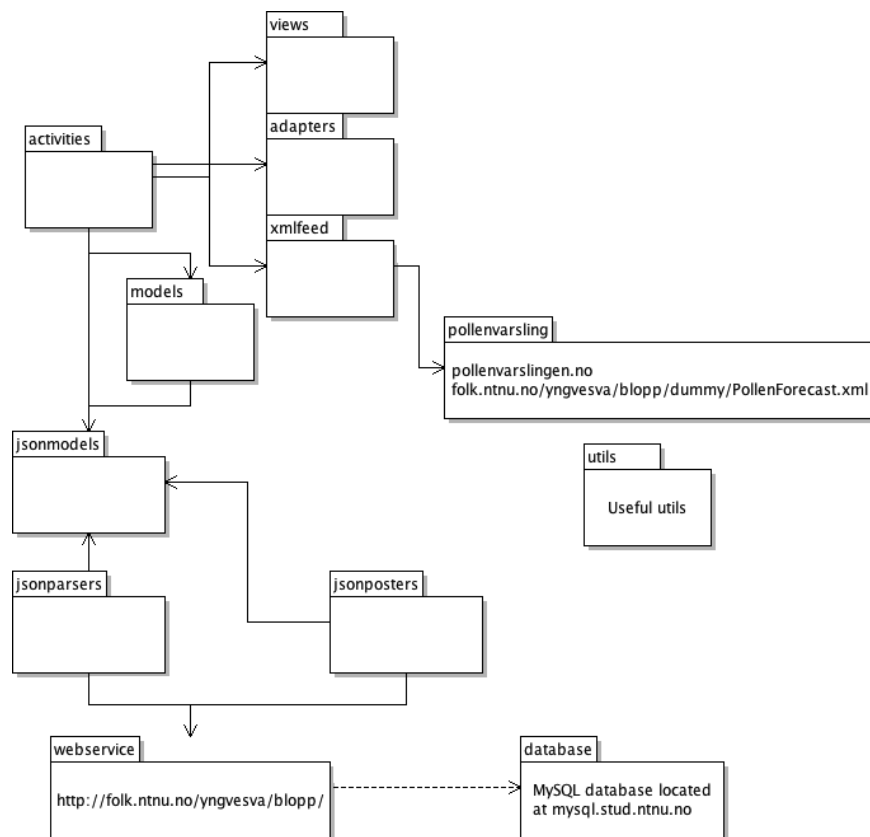 views
adapters
activities
xmlfeed
models
pollenvarsling
pollenvarslingen.no
folk.ntnu.no/yngvesva/blopp/dummy/PollenForecast.xml
jsonmodels
utils
Useful utils
jsonparsers
jsonposters
webservice
http://folk.ntnu.no/yngvesva/blopp/
database
MySQL database located
at mysql.stud.ntnu.no